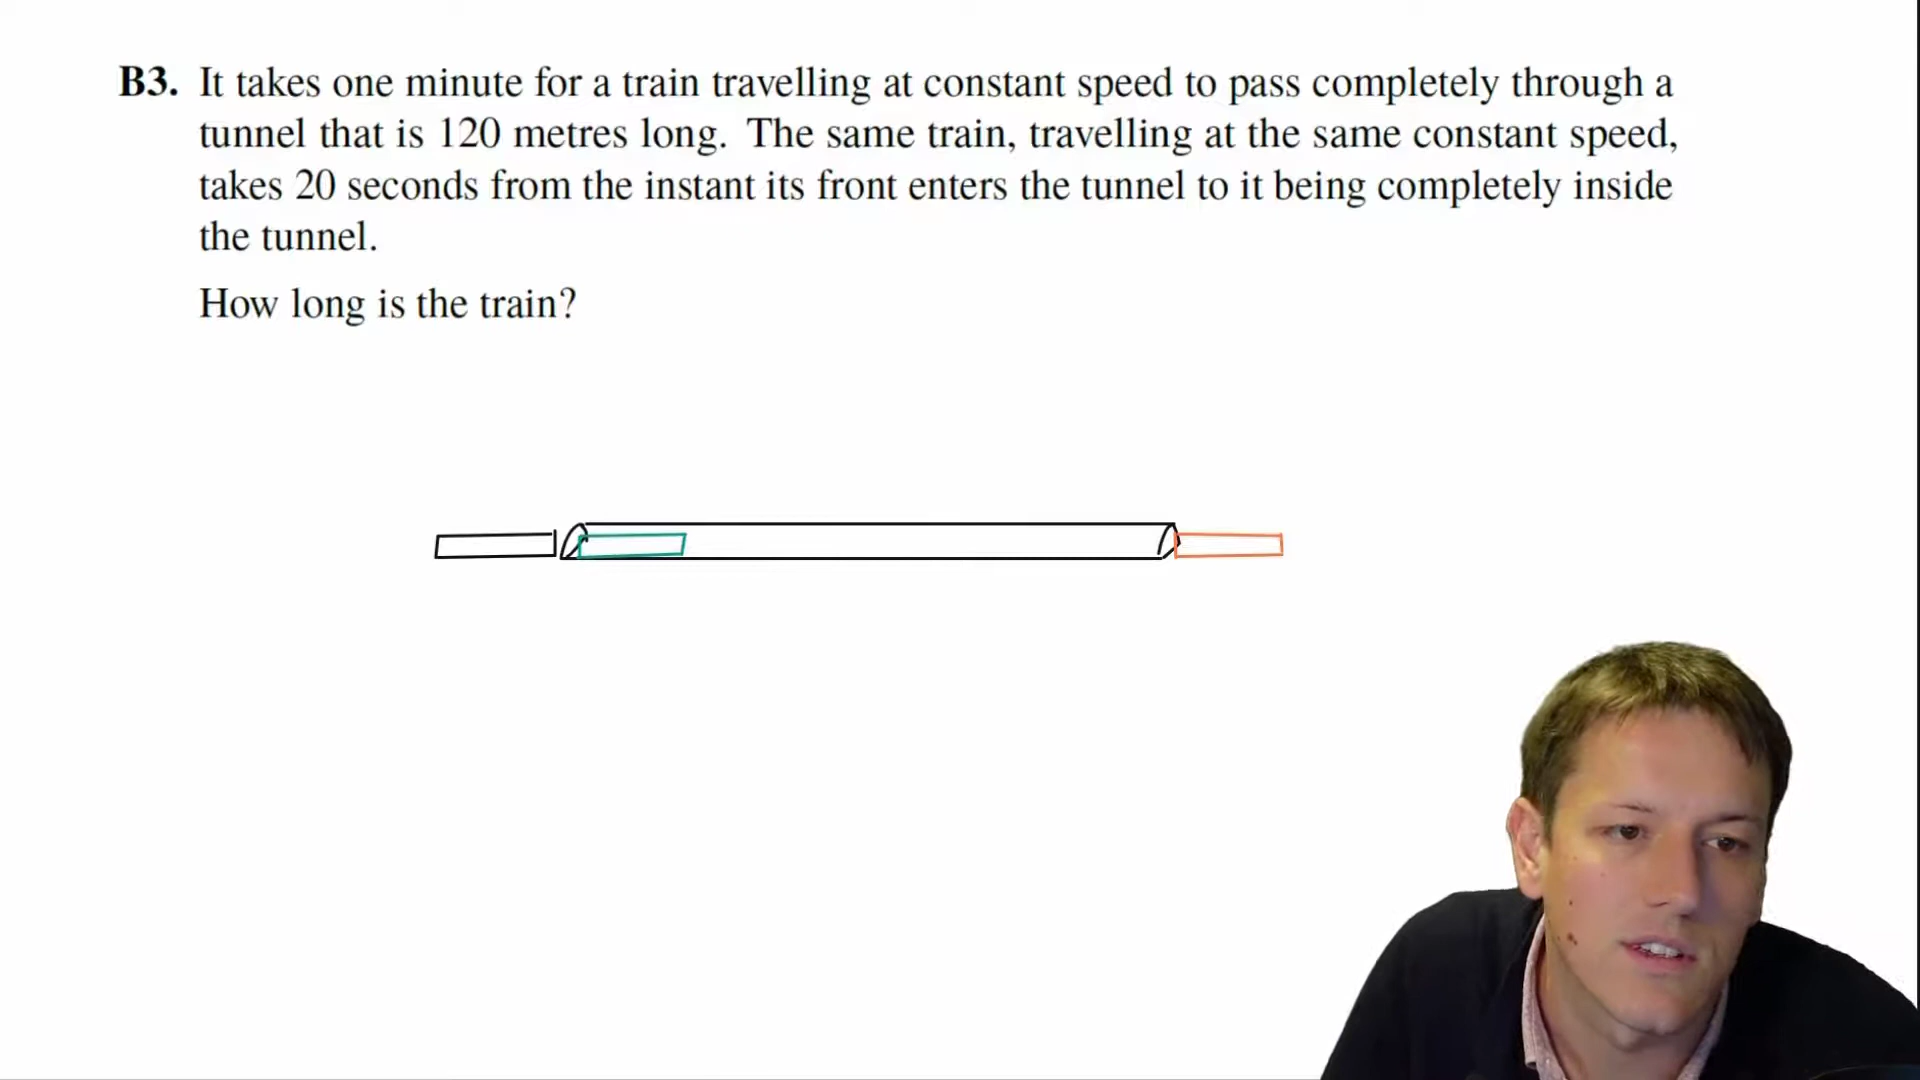 B3. It takes one minute for a train travelling at constant speed to pass completely through a
tunnel that is 120 metres long. The same train, travelling at the same constant speed,
takes 20 seconds from the instant its front enters the tunnel to it being completely inside
the tunnel.
How long is the train?